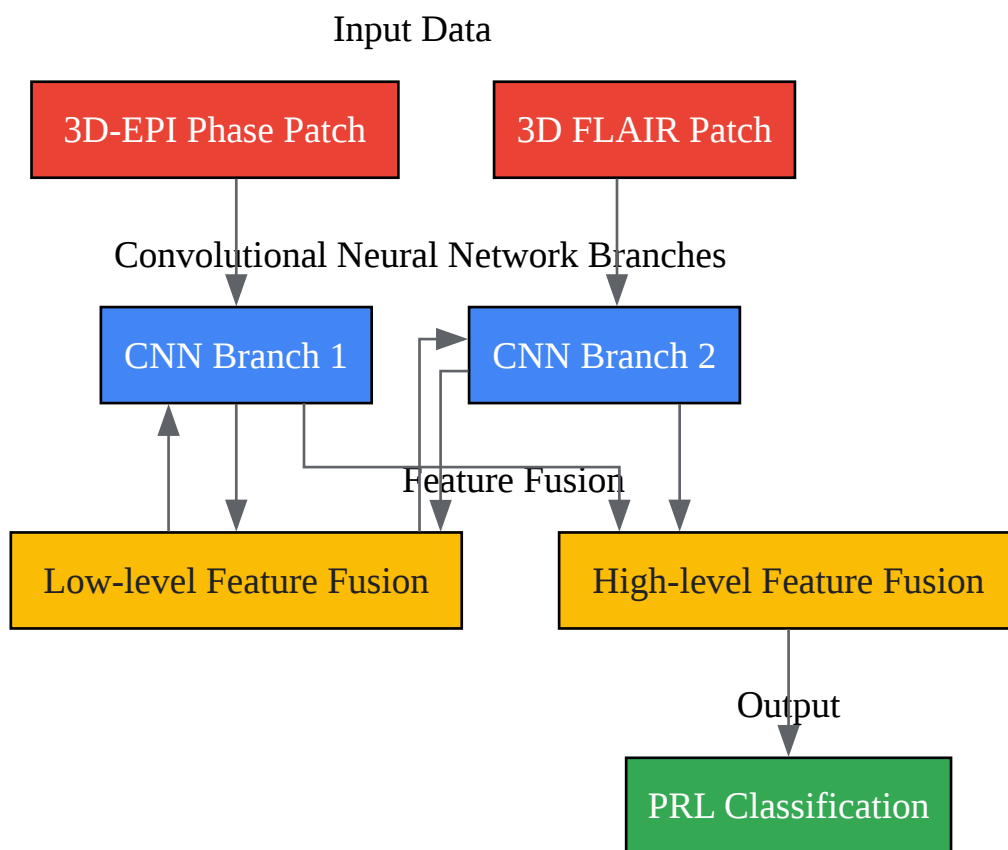 Input Data
3D-EPI Phase Patch
3D FLAIR Patch
Convolutional Neural Network Branches
CNN Branch 1
CNN Branch 2
Feature Fusion
Low-level Feature Fusion
High-level Feature Fusion
Output
PRL Classification